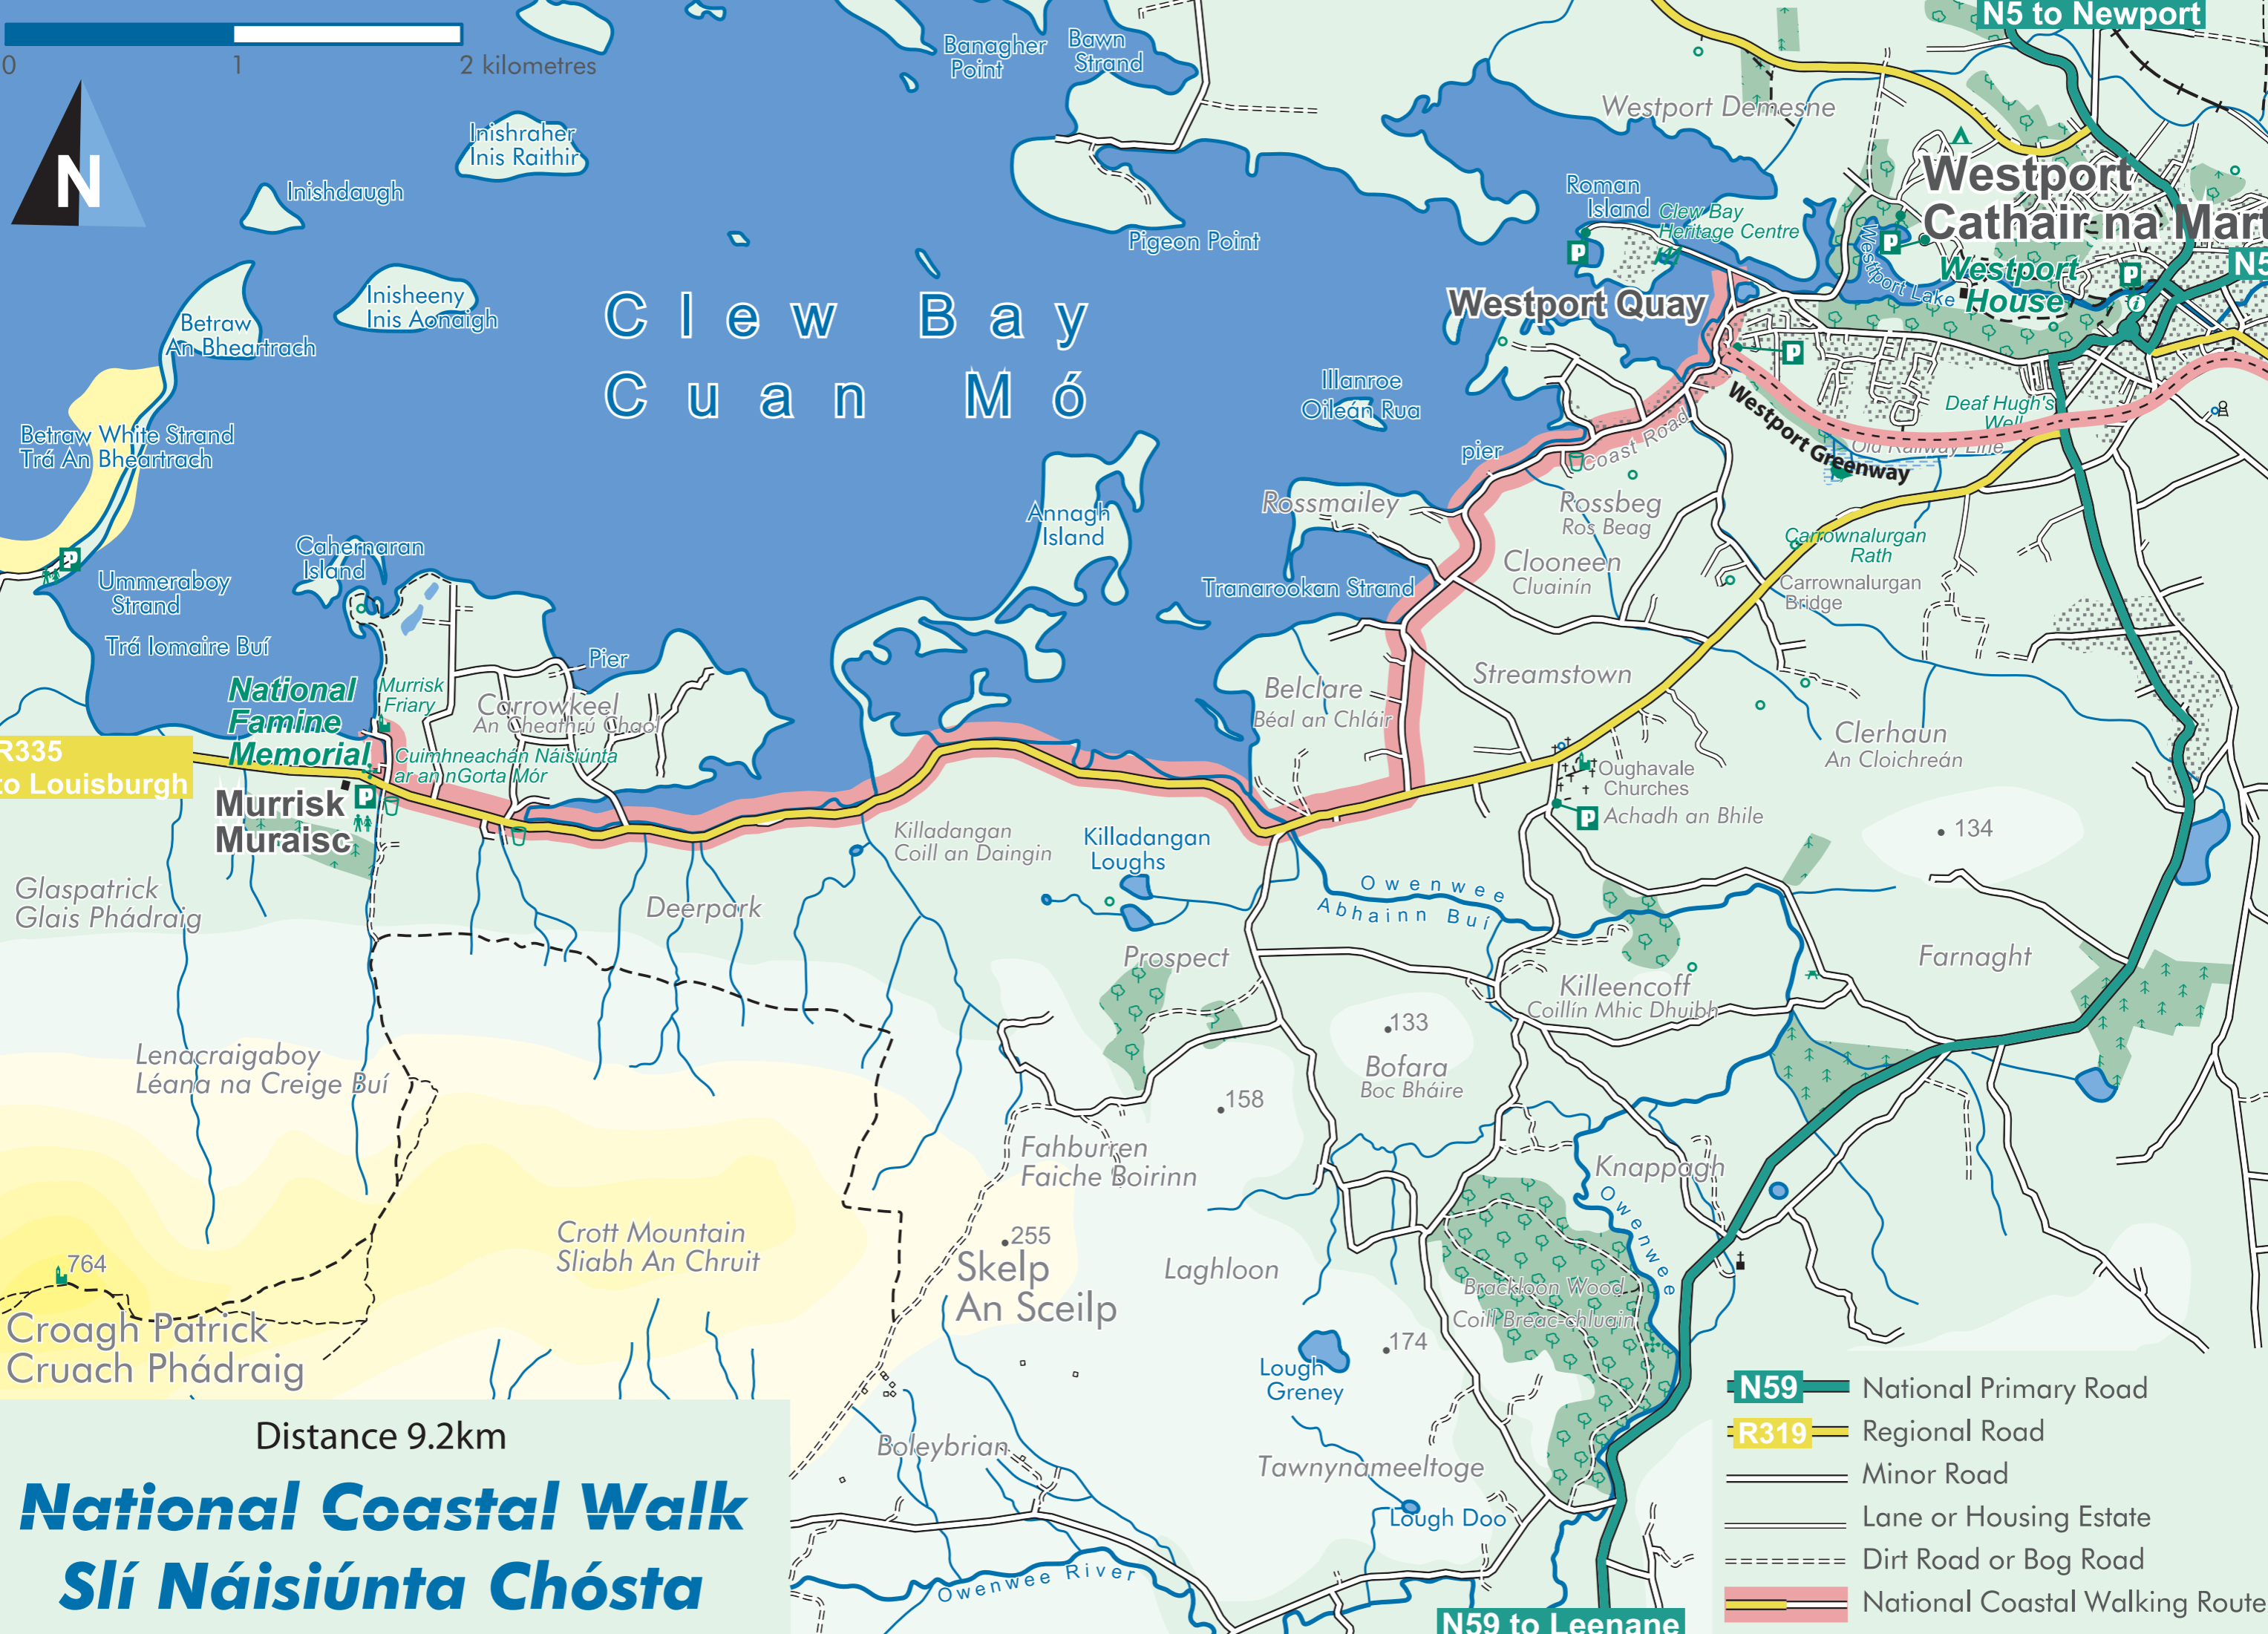 0
1
2 kilometres
N
Inishraher
Inis Raithir
Inishdaugh
Inisheeny
Inis Aonaigh
Betraw
An Bheartrach
Betraw White Strand
Trá An Bheartrach
P
Banagher
Point
Bawn
Strand
Pigeon Point
Clew Bay
Cuan Mó
Illanroe
Oileán Rua
Annagh
Island
Cahernaran
Island
Ummeraboy
Strand
Trá Iomaire Buí
Pier
N5 to Newport
Westport Demesne
Roman
Island
Clew Bay
Heritage Centre
P
P
Westport
Cathair na Mart
Westport Lake
Westport
House
P
i
N5
Westport Quay
P
Deaf Hugh's
Well
Old Railway Line
Westport Greenway
Coast Road
pier
Rossmailey
Rossbeg
Ros Beag
Clooneen
Cluainín
Tranarookan Strand
Carrownalurgan
Rath
Carrownalurgan
Bridge
Streamstown
Belclare
Béal an Chláir
Clerhaun
An Cloichreán
Oughavale
Churches
P
Achadh an Bhile
134
National
Famine
Memorial
Murrisk
Friary
Cuimhneachán Náisiúnta
ar an nGorta Mór
Carrowkeel
An Cheathrú Chaol
R335
to Louisburgh
Murrisk
Muraisc
P
Glaspatrick
Glais Phádraig
Deerpark
Killadangan
Coill an Daingin
Killadangan
Loughs
Owenwee
Abhainn Buí
Prospect
Killeencoff
Coillín Mhic Dhuibh
Farnaght
133
Bofara
Boc Bháire
158
Lenacraigaboy
Léana na Creige Buí
Fahburren
Faiche Boirinn
Knappagh
Owenwee
Crott Mountain
Sliabh An Chruit
255
Skelp
An Sceilp
Laghloon
Brackloon Wood
Coill Breac-chluain
764
Croagh Patrick
Cruach Phádraig
174
Lough
Greney
Boleybrian
Tawnynameeltoge
Lough Doo
Owenwee River
N59 to Leenane
Distance 9.2km
National Coastal Walk
Slí Náisiúnta Chósta
N59 National Primary Road
R319 Regional Road
Minor Road
Lane or Housing Estate
Dirt Road or Bog Road
National Coastal Walking Route